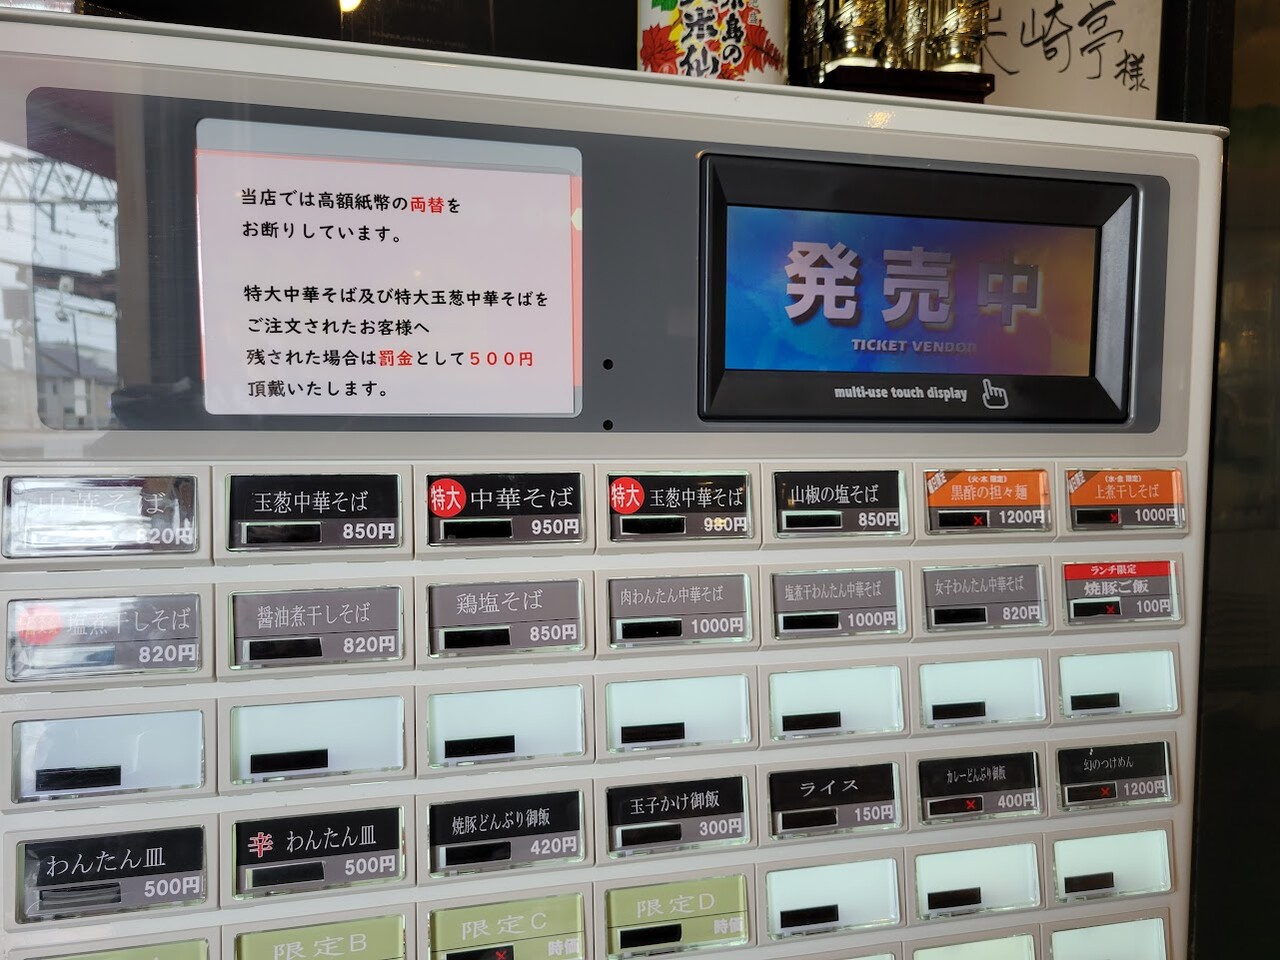 糸島の
崎亭様
当店では高額紙幣の両替を
お断りしています。
特大中華そば及び特大玉葱中華そばを
ご注文されたお客様へ
残された場合は罰金として５００円
頂戴いたします。
発売中
TICKET VENDOR
multi-use touch display
中華そば 820円
玉葱中華そば 850円
特大 中華そば 950円
特大 玉葱中華そば 980円
山椒の塩そば 850円
(火・木 限定) 黒酢の担々麺 1200円
上煮干しそば 1000円
塩煮干しそば 820円
醤油煮干しそば 820円
鶏塩そば 850円
肉わんたん中華そば 1000円
塩煮干わんたん中華そば 1000円
女子わんたん中華そば 820円
ランチ限定 焼豚ご飯 100円
わんたん皿 500円
辛 わんたん皿 500円
焼豚どんぶり御飯 420円
玉子かけ御飯 300円
ライス 150円
カレーどんぶり御飯 400円
幻のつけめん 1200円
限定B
限定C 時価
限定D 時価